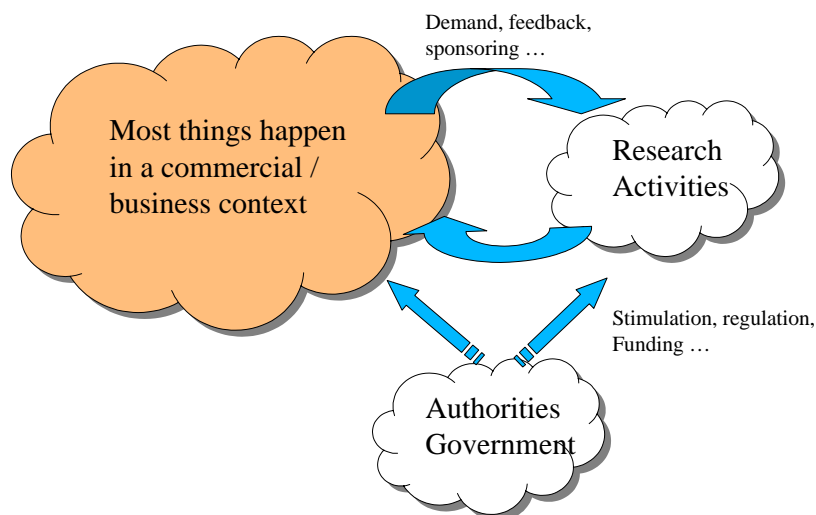 Demand, feedback,
sponsoring …
Most things happen
in a commercial /
business context
Research
Activities
Stimulation, regulation,
Funding …
Authorities
Government